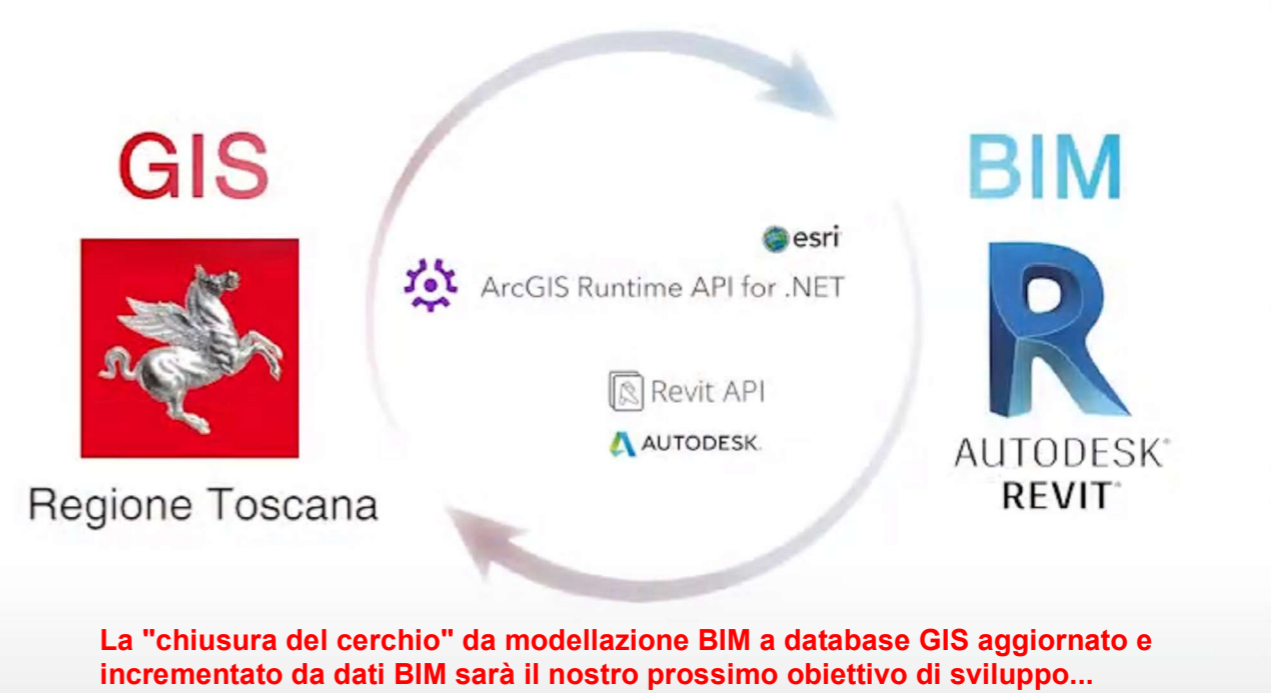 GIS
BIM
esri
ArcGIS Runtime API for .NET
Revit API
AUTODESK
AUTODESK®
REVIT®
Regione Toscana
La "chiusura del cerchio" da modellazione BIM a database GIS aggiornato e
incrementato da dati BIM sarà il nostro prossimo obiettivo di sviluppo...